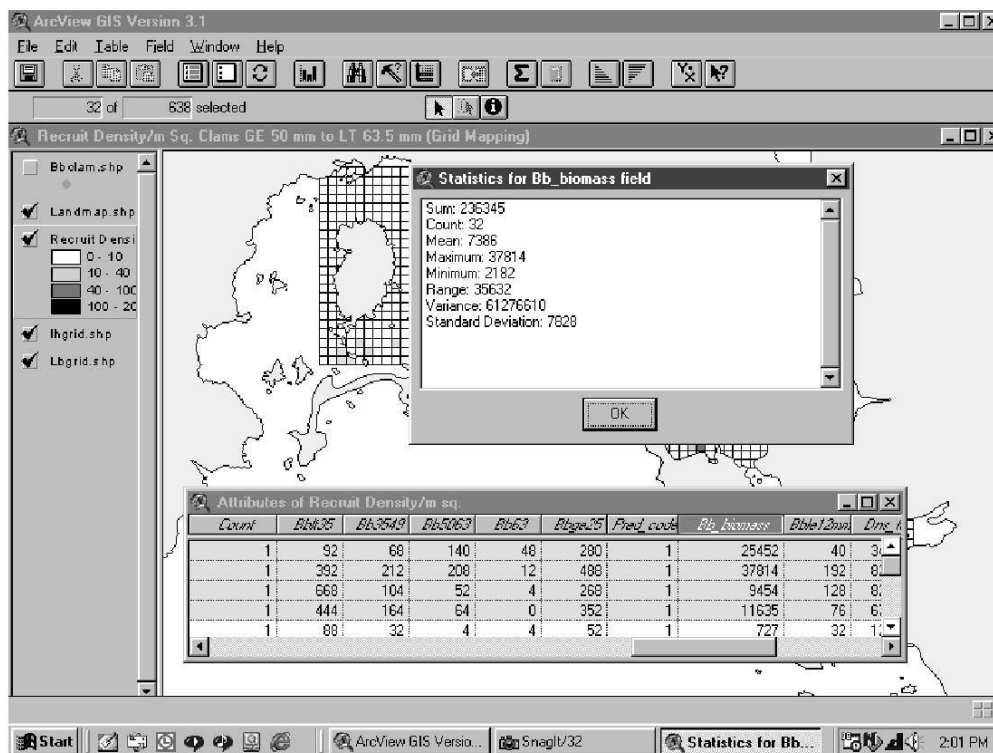 ArcView GIS Version 3.1
File Edit Table Field Window Help
32 of 638 selected
Recruit Density/m Sq. Clams GE 50 mm to LT 63.5 mm (Grid Mapping)
Bbclam.shp
Landmap.shp
Recruit Densi
0 - 10
10 - 40
40 - 100
100 - 20
Ihgrid.shp
Lbgrid.shp
Statistics for Bb_biomass field
Sum: 236345
Count: 32
Mean: 7386
Maximum: 37814
Minimum: 2182
Range: 35632
Variance: 61276610
Standard Deviation: 7828
OK
Attributes of Recruit Density/m sq.
Count Bblt35 Bb3549 Bb5063 Bb63 Bbge25 Pred_code Bb_biomass Bble12mm
1 92 68 140 48 280 1 25452 40
1 392 212 208 12 488 1 37814 192
1 668 104 52 4 268 1 9454 128
1 444 164 64 0 352 1 11635 76
1 88 32 4 4 52 1 727 32
Start ArcView GIS Versio... SnagIt/32 Statistics for Bb... 2:01 PM